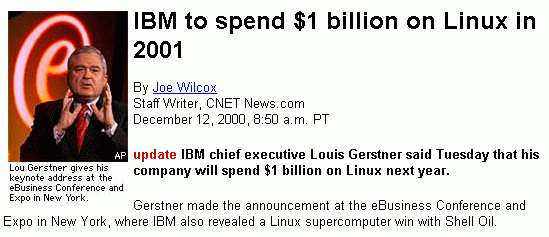 IBM to spend $1 billion on Linux in
2001
By Joe Wilcox
Staff Writer, CNET News.com
December 12, 2000, 8:50 a.m. PT
AP
Lou Gerstner gives his
keynote address at the
eBusiness Conference and
Expo in New York.
update IBM chief executive Louis Gerstner said Tuesday that his
company will spend $1 billion on Linux next year.
Gerstner made the announcement at the eBusiness Conference and
Expo in New York, where IBM also revealed a Linux supercomputer win with Shell Oil.